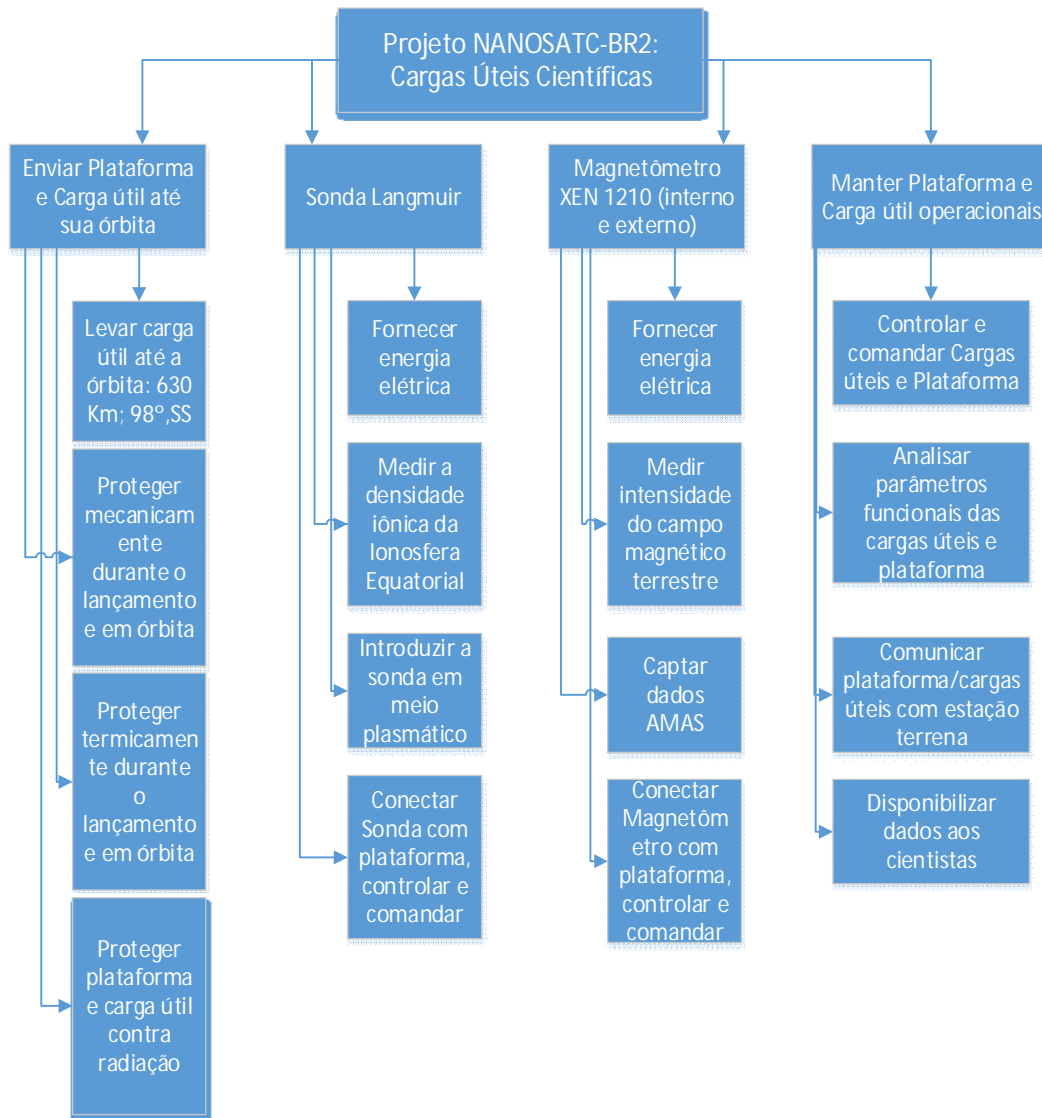 Projeto NANOSATC-BR2:
Cargas Úteis Científicas
Enviar Plataforma
e Carga útil até
sua órbita
Levar carga
útil até a
órbita: 630
Km; 98º,SS
Proteger
mecanicam
ente
durante o
lançamento
e em órbita
Proteger
termicamen
te durante
o
lançamento
e em órbita
Proteger
plataforma
e carga útil
contra
radiação
Sonda Langmuir
Fornecer
energia
elétrica
Medir a
densidade
iônica da
Ionosfera
Equatorial
Introduzir a
sonda em
meio
plasmático
Conectar
Sonda com
plataforma,
controlar e
comandar
Magnetômetro
XEN 1210 (interno
e externo)
Fornecer
energia
elétrica
Medir
intensidade
do campo
magnético
terrestre
Captar
dados
AMAS
Conectar
Magnetôm
etro com
plataforma,
controlar e
comandar
Manter Plataforma e
Carga útil operacionais
Controlar e
comandar Cargas
úteis e Plataforma
Analisar
parâmetros
funcionais das
cargas úteis e
plataforma
Comunicar
plataforma/cargas
úteis com estação
terrena
Disponibilizar
dados aos
cientistas